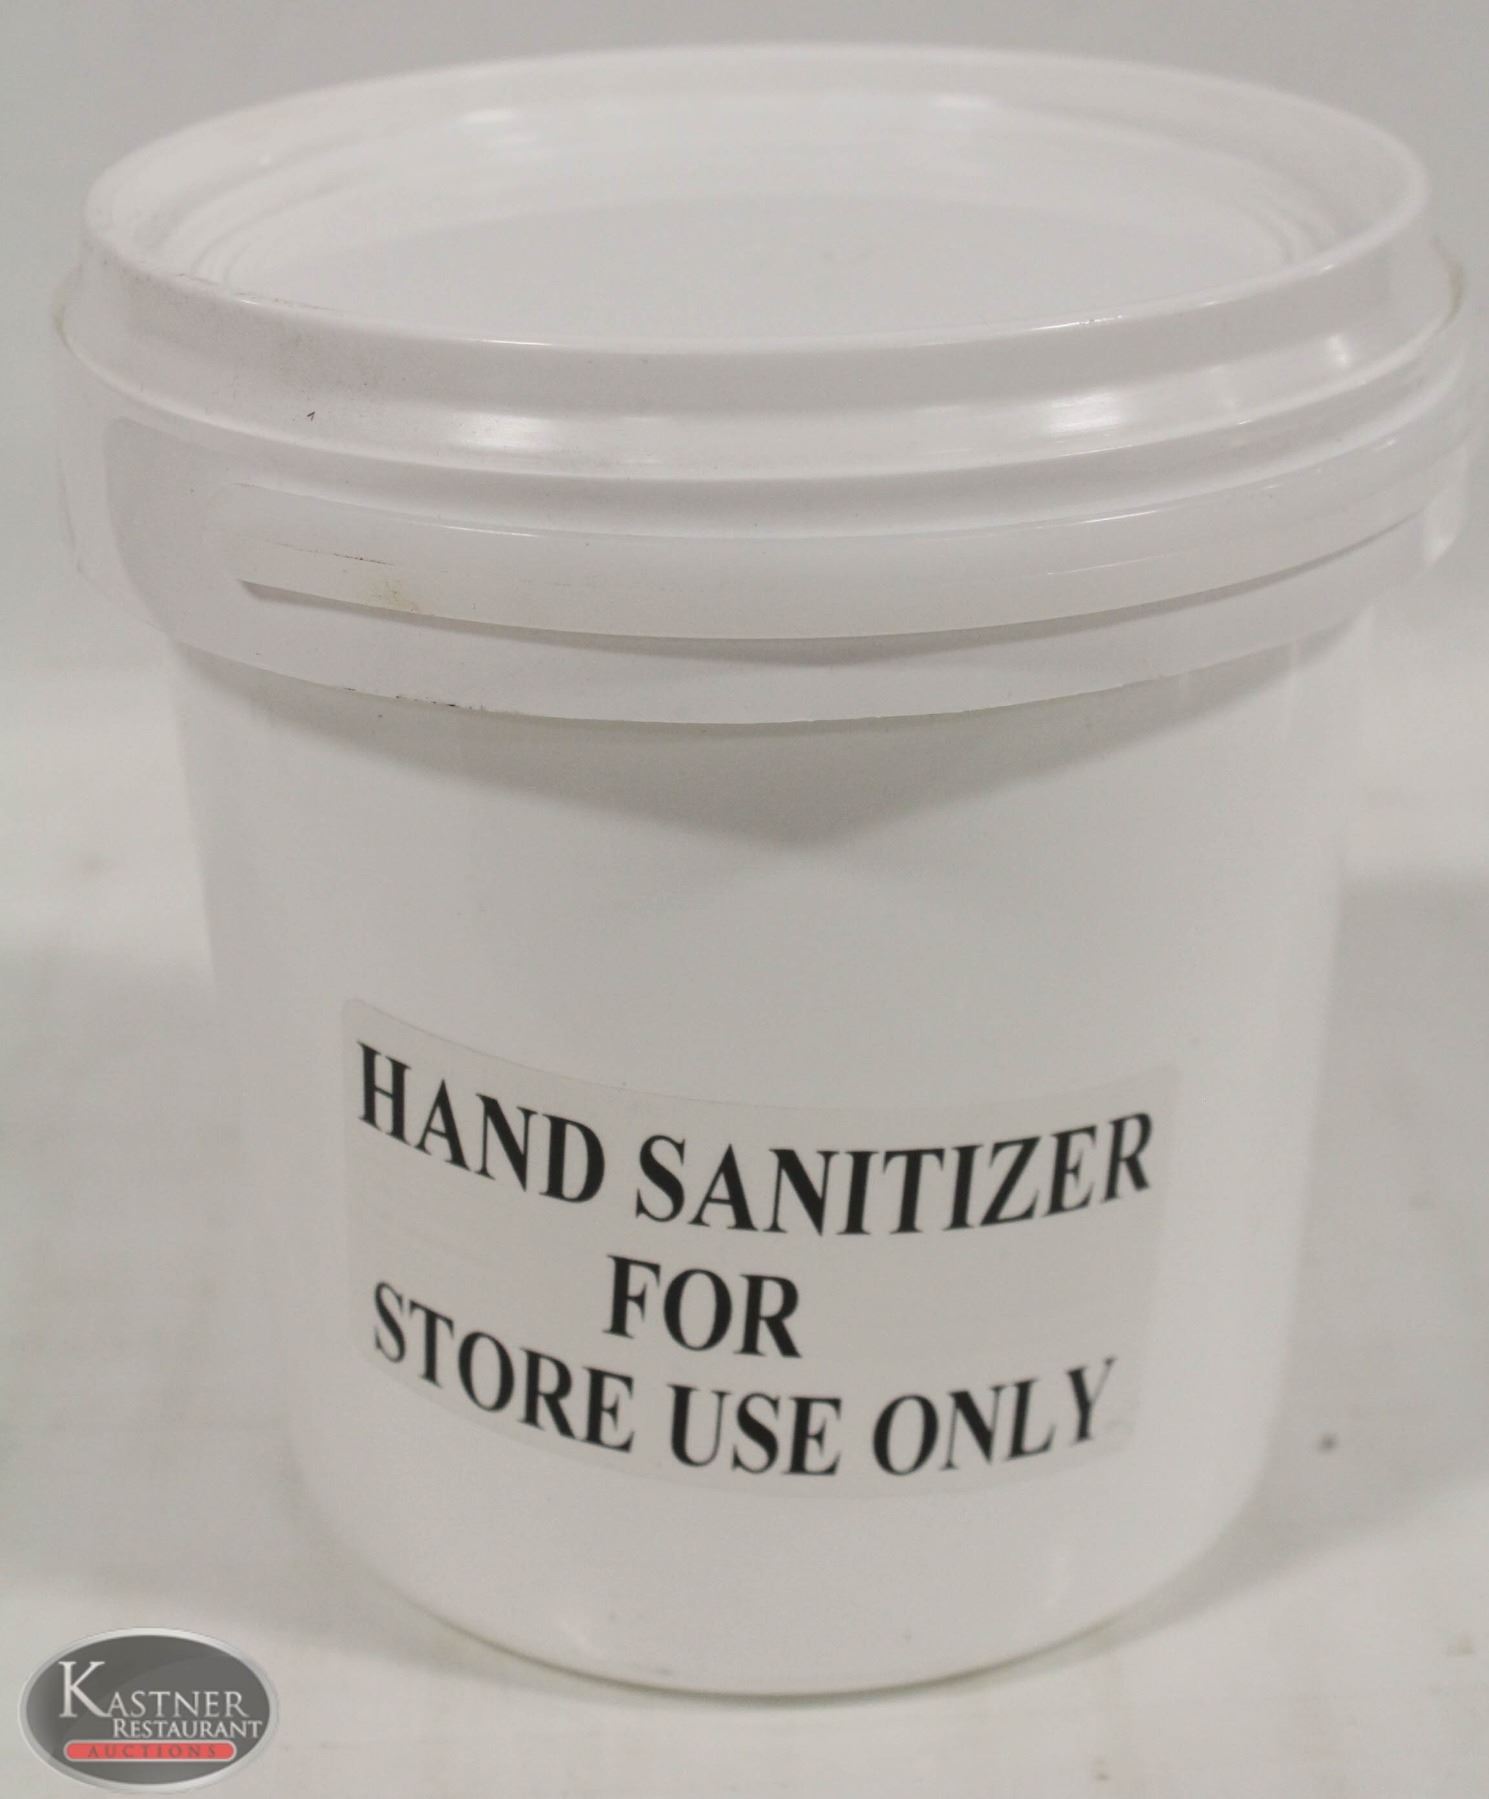 HAND SANITIZER
FOR
STORE USE ONLY
KASTNER
RESTAURANT
AUCTIONS